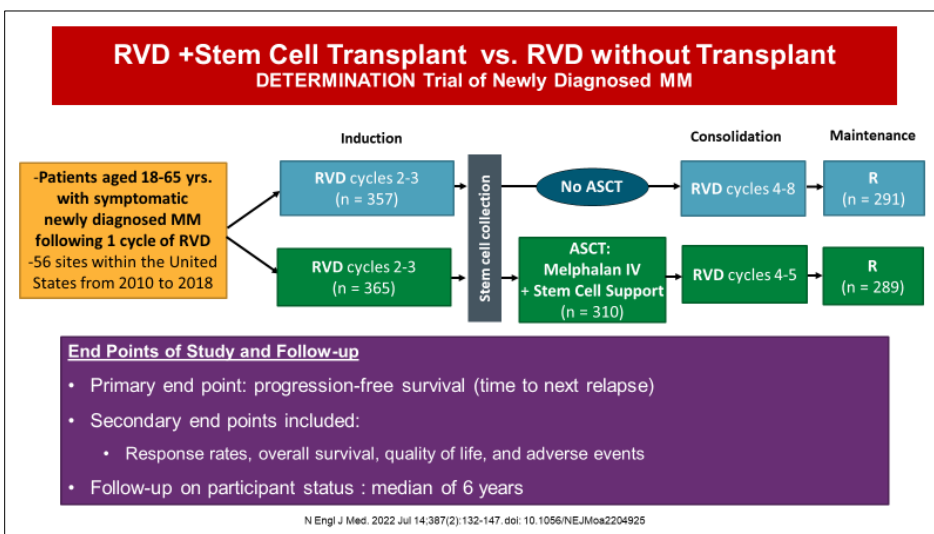 RVD +Stem Cell Transplant vs. RVD without Transplant
DETERMINATION Trial of Newly Diagnosed MM
Induction
Consolidation
Maintenance
-Patients aged 18-65 yrs.
with symptomatic
newly diagnosed MM
following 1 cycle of RVD
-56 sites within the United
States from 2010 to 2018
RVD cycles 2-3
(n = 357)
Stem cell collection
No ASCT
RVD cycles 4-8
R
(n = 291)
RVD cycles 2-3
(n = 365)
ASCT:
Melphalan IV
+ Stem Cell Support
(n = 310)
RVD cycles 4-5
R
(n = 289)
End Points of Study and Follow-up
• Primary end point: progression-free survival (time to next relapse)
• Secondary end points included:
• Response rates, overall survival, quality of life, and adverse events
• Follow-up on participant status : median of 6 years
N Engl J Med. 2022 Jul 14;387(2):132-147. doi: 10.1056/NEJMoa2204925